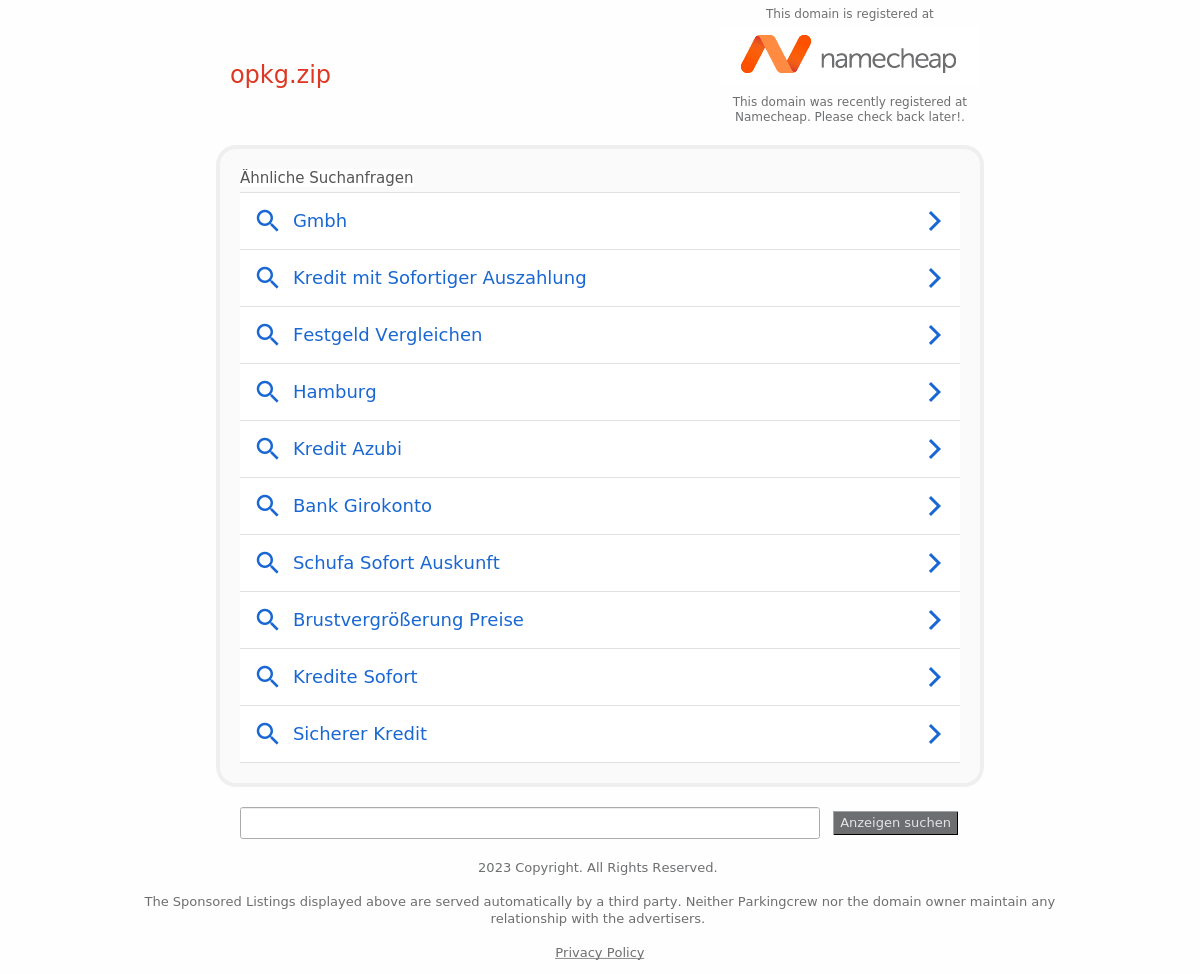 This domain is registered at
opkg.zip
namecheap
This domain was recently registered at
Namecheap. Please check back later!.
Ähnliche Suchanfragen
Gmbh
Kredit mit Sofortiger Auszahlung
Festgeld Vergleichen
Hamburg
Kredit Azubi
Bank Girokonto
Schufa Sofort Auskunft
Brustvergrößerung Preise
Kredite Sofort
Sicherer Kredit
Anzeigen suchen
2023 Copyright. All Rights Reserved.
The Sponsored Listings displayed above are served automatically by a third party. Neither Parkingcrew nor the domain owner maintain any
relationship with the advertisers.
Privacy Policy